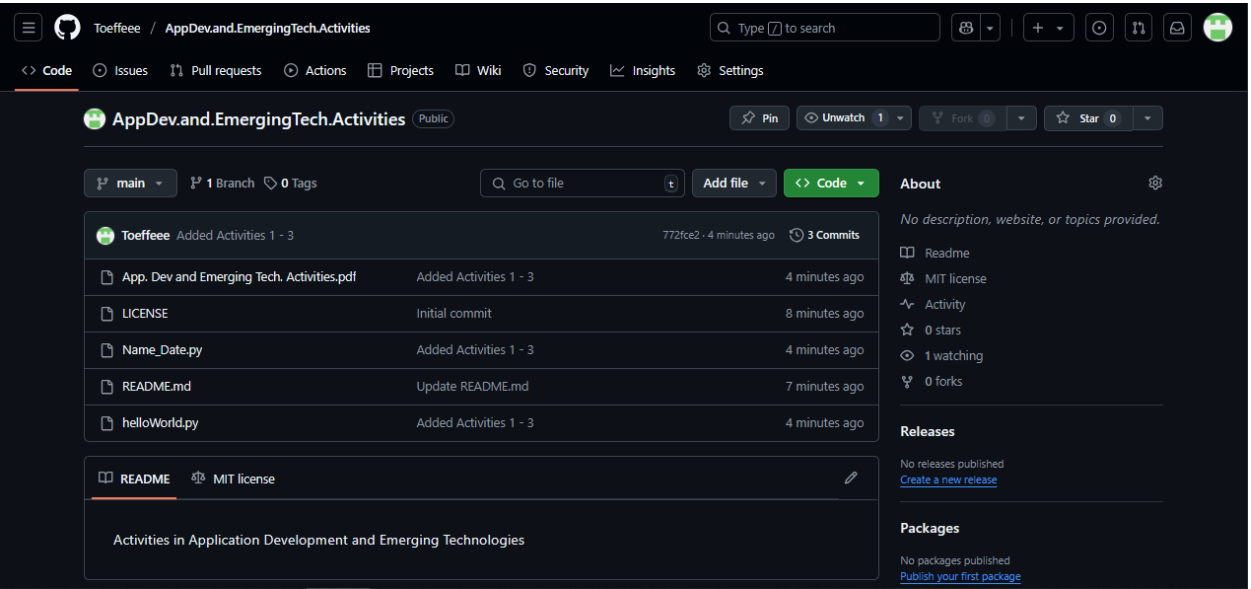 Toeffeee / AppDev.and.EmergingTech.Activities
Type / to search
Code Issues Pull requests Actions Projects Wiki Security Insights Settings
AppDev.and.EmergingTech.Activities Public
Pin Unwatch 1 Fork 0 Star 0
main 1 Branch 0 Tags
Go to file t Add file Code
Toeffeee Added Activities 1 - 3 772fce2 · 4 minutes ago 3 Commits
App. Dev and Emerging Tech. Activities.pdf Added Activities 1 - 3 4 minutes ago
LICENSE Initial commit 8 minutes ago
Name_Date.py Added Activities 1 - 3 4 minutes ago
README.md Update README.md 7 minutes ago
helloWorld.py Added Activities 1 - 3 4 minutes ago
README MIT license
Activities in Application Development and Emerging Technologies
About
No description, website, or topics provided.
Readme
MIT license
Activity
0 stars
1 watching
0 forks
Releases
No releases published
Create a new release
Packages
No packages published
Publish your first package